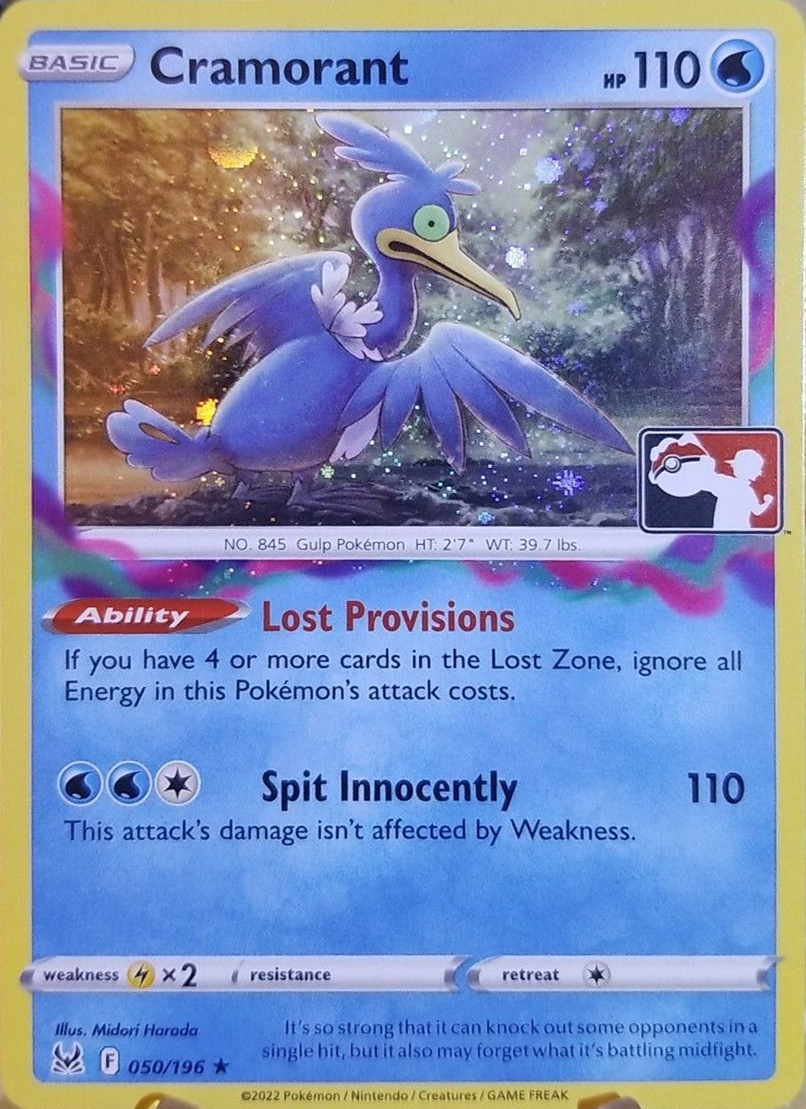 BASIC Cramorant HP 110
NO. 845 Gulp Pokémon HT: 2'7" WT: 39.7 lbs.
™
Ability Lost Provisions
If you have 4 or more cards in the Lost Zone, ignore all
Energy in this Pokémon's attack costs.
Spit Innocently 110
This attack's damage isn't affected by Weakness.
weakness ×2 resistance retreat
Illus. Midori Harada
It's so strong that it can knock out some opponents in a
single hit, but it also may forget what it's battling midfight.
F 050/196 ★
©2022 Pokémon / Nintendo / Creatures / GAME FREAK